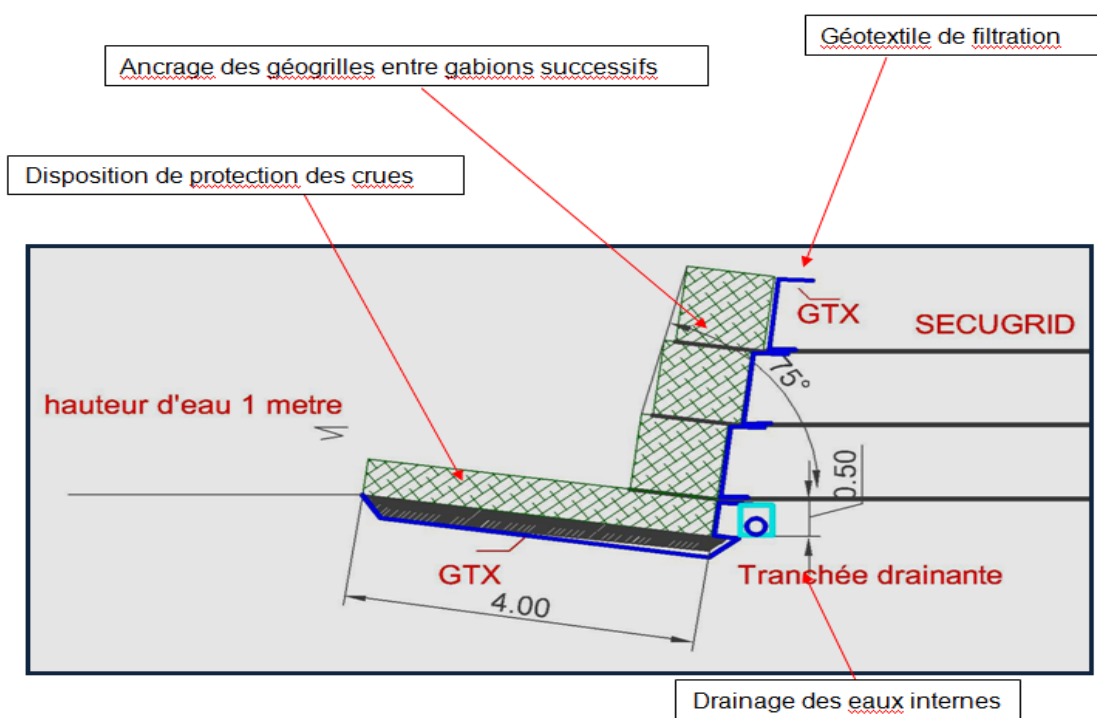 Géotextile de filtration
Ancrage des géogrilles entre gabions successifs
Disposition de protection des crues
GTX
SECUGRID
75°
hauteur d'eau 1 metre
0.50
GTX
Tranchée drainante
4.00
Drainage des eaux internes